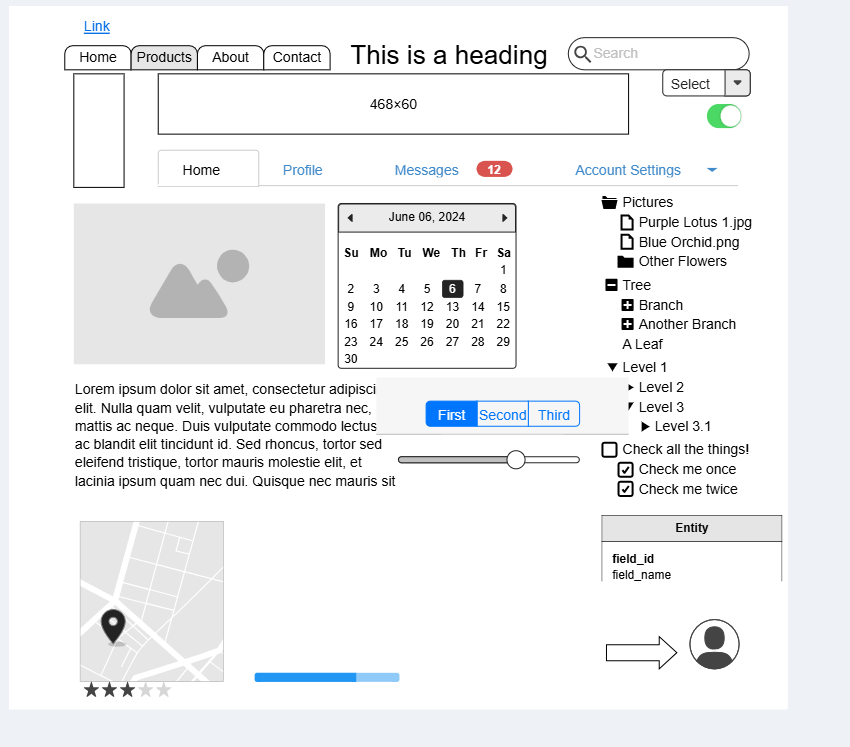 Link
Home Products About Contact
This is a heading
Search
Select
468×60
Home Profile Messages 12 Account Settings
June 06, 2024
Su Mo Tu We Th Fr Sa
1
2 3 4 5 6 7 8
9 10 11 12 13 14 15
16 17 18 19 20 21 22
23 24 25 26 27 28 29
30
Pictures
Purple Lotus 1.jpg
Blue Orchid.png
Other Flowers
Tree
Branch
Another Branch
A Leaf
Level 1
Level 2
Level 3
Level 3.1
Check all the things!
Check me once
Check me twice
Lorem ipsum dolor sit amet, consectetur adipisci
elit. Nulla quam velit, vulputate eu pharetra nec,
mattis ac neque. Duis vulputate commodo lectus
ac blandit elit tincidunt id. Sed rhoncus, tortor sed
eleifend tristique, tortor mauris molestie elit, et
lacinia ipsum quam nec dui. Quisque nec mauris sit
First Second Third
Entity
field_id
field_name